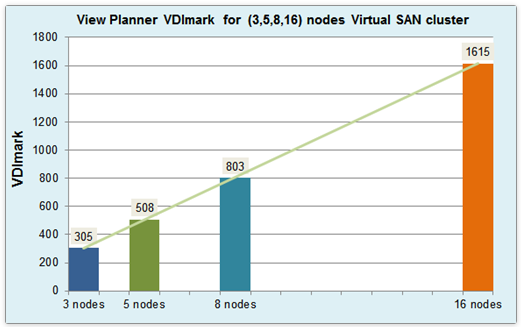 View Planner VDImark for (3,5,8,16) nodes Virtual SAN cluster
VDImark
1800
1600
1400
1200
1000
800
600
400
200
0
305
508
803
1615
3 nodes
5 nodes
8 nodes
16 nodes